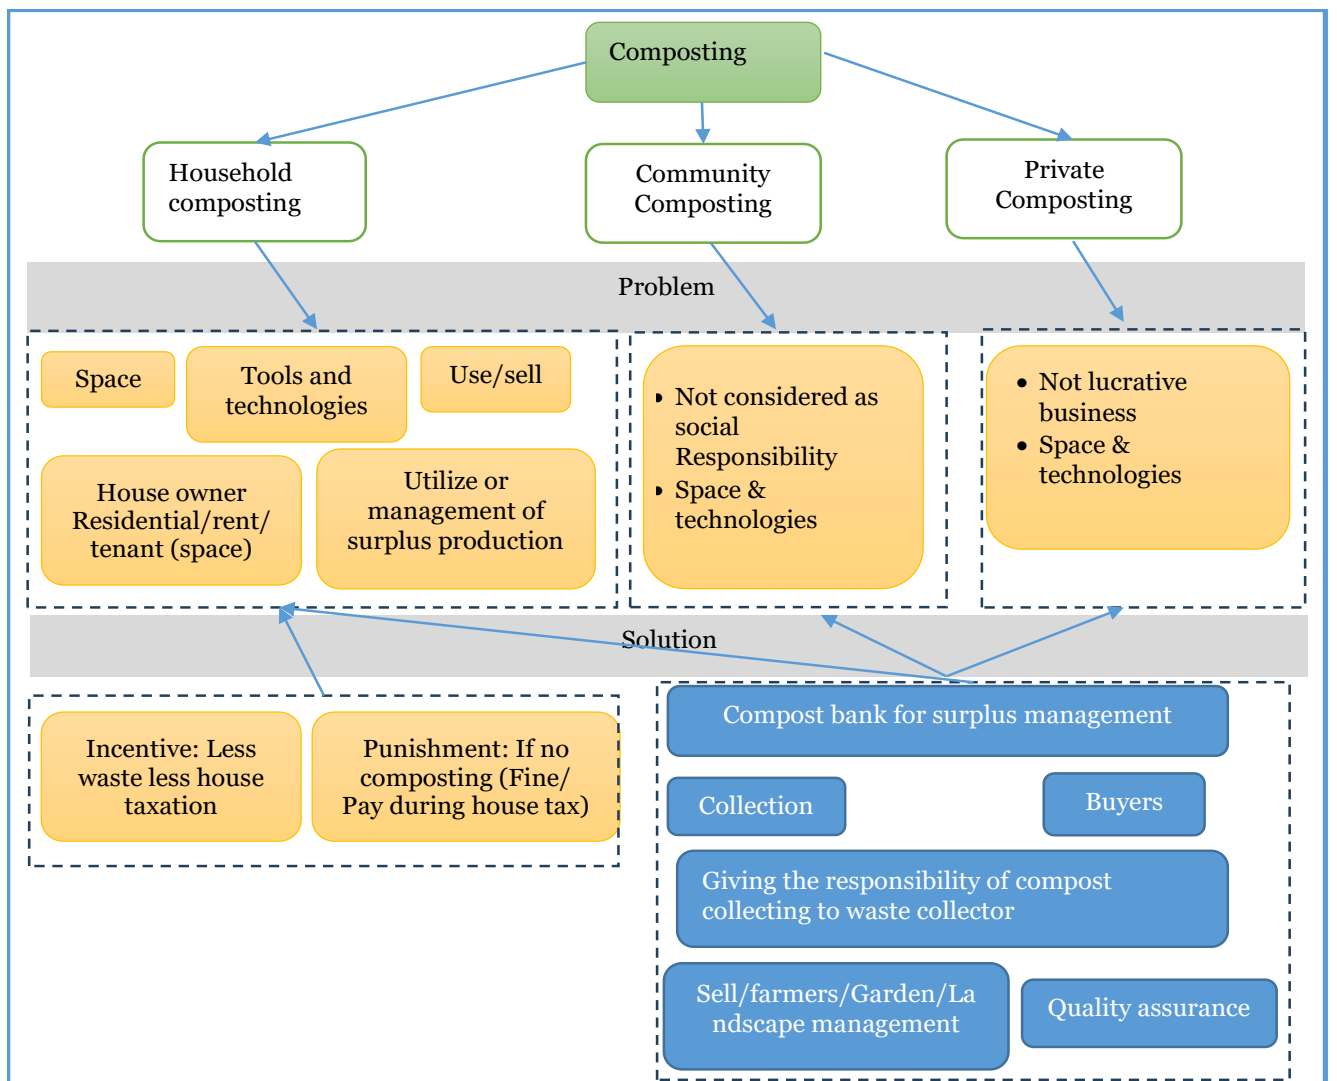 Composting
Household
composting
Community
Composting
Private
Composting
Problem
Space
Tools and
technologies
Use/sell
House owner
Residential/rent/
tenant (space)
Utilize or
management of
surplus production
• Not considered as
social
Responsibility
• Space &
technologies
• Not lucrative
business
• Space &
technologies
Solution
Incentive: Less
waste less house
taxation
Punishment: If no
composting (Fine/
Pay during house tax)
Compost bank for surplus management
Collection
Buyers
Giving the responsibility of compost
collecting to waste collector
Sell/farmers/Garden/La
ndscape management
Quality assurance